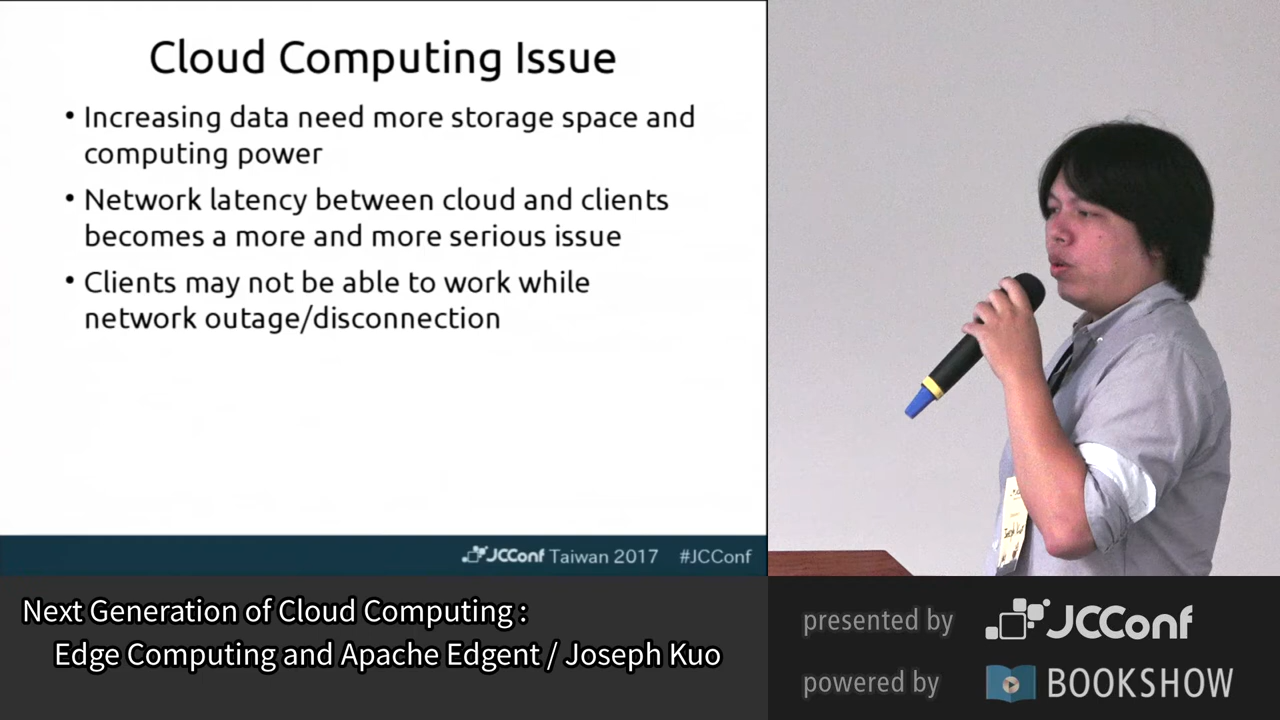 Cloud Computing Issue
• Increasing data need more storage space and
computing power
• Network latency between cloud and clients
becomes a more and more serious issue
• Clients may not be able to work while
network outage/disconnection
JCConf Taiwan 2017 #JCConf
Next Generation of Cloud Computing :
Edge Computing and Apache Edgent / Joseph Kuo
presented by JCConf
powered by BOOKSHOW